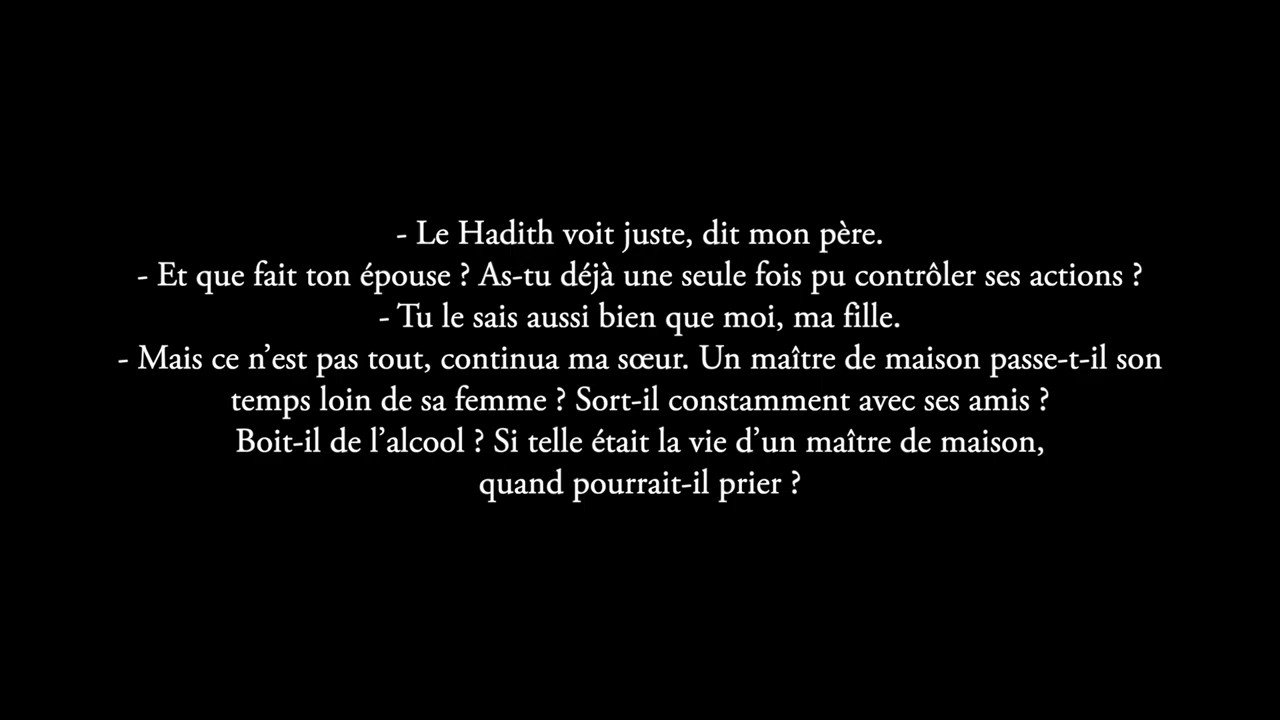 - Le Hadith voit juste, dit mon père.
- Et que fait ton épouse ? As-tu déjà une seule fois pu contrôler ses actions ?
- Tu le sais aussi bien que moi, ma fille.
- Mais ce n’est pas tout, continua ma sœur. Un maître de maison passe-t-il son
temps loin de sa femme ? Sort-il constamment avec ses amis ?
Boit-il de l’alcool ? Si telle était la vie d’un maître de maison,
quand pourrait-il prier ?